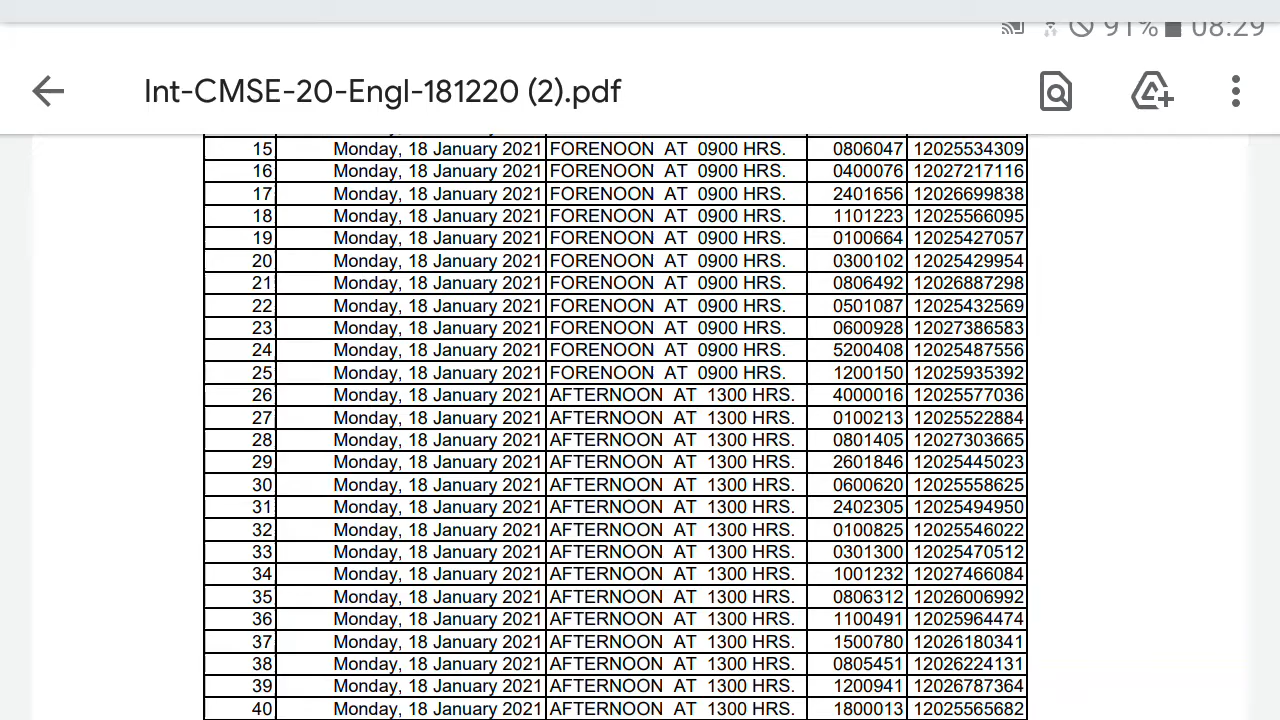 91% 08:29
Int-CMSE-20-Engl-181220 (2).pdf
15 Monday, 18 January 2021 FORENOON AT 0900 HRS. 0806047 12025534309
16 Monday, 18 January 2021 FORENOON AT 0900 HRS. 0400076 12027217116
17 Monday, 18 January 2021 FORENOON AT 0900 HRS. 2401656 12026699838
18 Monday, 18 January 2021 FORENOON AT 0900 HRS. 1101223 12025566095
19 Monday, 18 January 2021 FORENOON AT 0900 HRS. 0100664 12025427057
20 Monday, 18 January 2021 FORENOON AT 0900 HRS. 0300102 12025429954
21 Monday, 18 January 2021 FORENOON AT 0900 HRS. 0806492 12026887298
22 Monday, 18 January 2021 FORENOON AT 0900 HRS. 0501087 12025432569
23 Monday, 18 January 2021 FORENOON AT 0900 HRS. 0600928 12027386583
24 Monday, 18 January 2021 FORENOON AT 0900 HRS. 5200408 12025487556
25 Monday, 18 January 2021 FORENOON AT 0900 HRS. 1200150 12025935392
26 Monday, 18 January 2021 AFTERNOON AT 1300 HRS. 4000016 12025577036
27 Monday, 18 January 2021 AFTERNOON AT 1300 HRS. 0100213 12025522884
28 Monday, 18 January 2021 AFTERNOON AT 1300 HRS. 0801405 12027303665
29 Monday, 18 January 2021 AFTERNOON AT 1300 HRS. 2601846 12025445023
30 Monday, 18 January 2021 AFTERNOON AT 1300 HRS. 0600620 12025558625
31 Monday, 18 January 2021 AFTERNOON AT 1300 HRS. 2402305 12025494950
32 Monday, 18 January 2021 AFTERNOON AT 1300 HRS. 0100825 12025546022
33 Monday, 18 January 2021 AFTERNOON AT 1300 HRS. 0301300 12025470512
34 Monday, 18 January 2021 AFTERNOON AT 1300 HRS. 1001232 12027466084
35 Monday, 18 January 2021 AFTERNOON AT 1300 HRS. 0806312 12026006992
36 Monday, 18 January 2021 AFTERNOON AT 1300 HRS. 1100491 12025964474
37 Monday, 18 January 2021 AFTERNOON AT 1300 HRS. 1500780 12026180341
38 Monday, 18 January 2021 AFTERNOON AT 1300 HRS. 0805451 12026224131
39 Monday, 18 January 2021 AFTERNOON AT 1300 HRS. 1200941 12026787364
40 Monday, 18 January 2021 AFTERNOON AT 1300 HRS. 1800013 12025565682